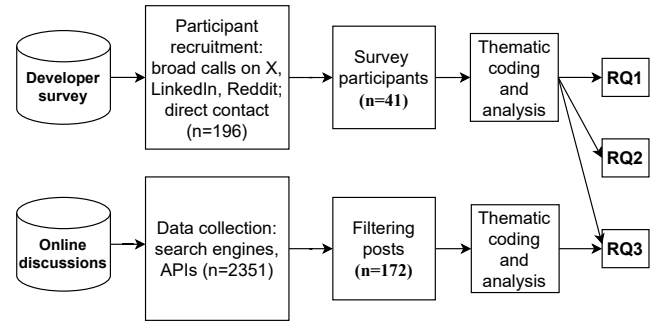 Developer
survey
Participant
recruitment:
broad calls on X,
LinkedIn, Reddit;
direct contact
(n=196)
Survey
participants
(n=41)
Thematic
coding
and
analysis
RQ1
RQ2
Online
discussions
Data collection:
search engines,
APIs (n=2351)
Filtering
posts
(n=172)
Thematic
coding
and
analysis
RQ3